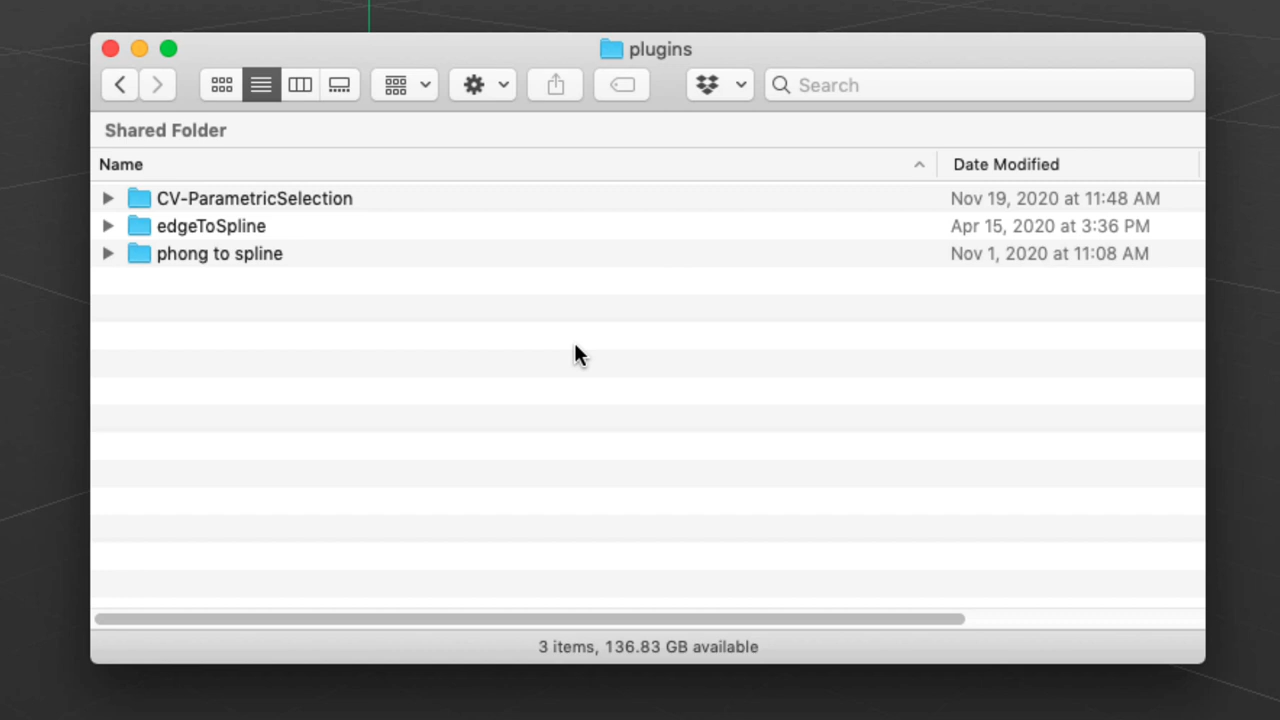 plugins
Search
Shared Folder
Name Date Modified
CV-ParametricSelection Nov 19, 2020 at 11:48 AM
edgeToSpline Apr 15, 2020 at 3:36 PM
phong to spline Nov 1, 2020 at 11:08 AM
3 items, 136.83 GB available